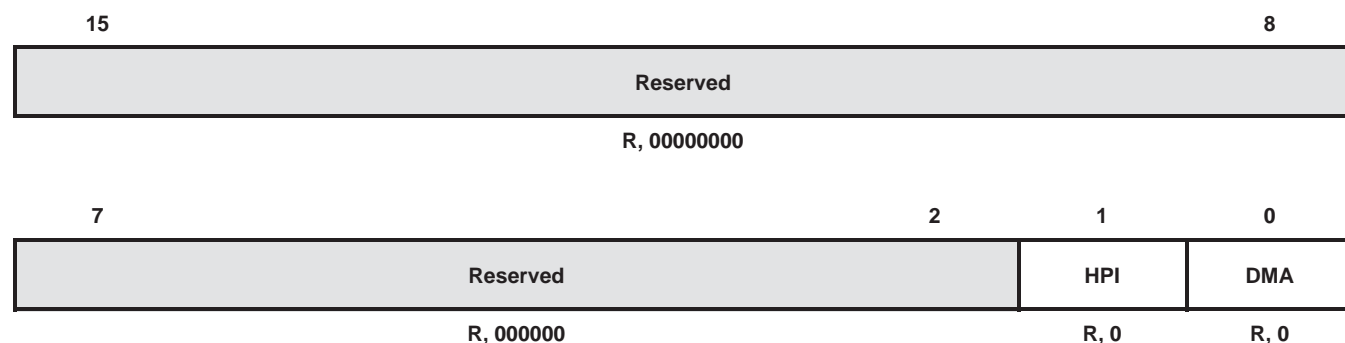 15 8
Reserved
R, 00000000
7 2 1 0
Reserved HPI DMA
R, 000000 R, 0 R, 0